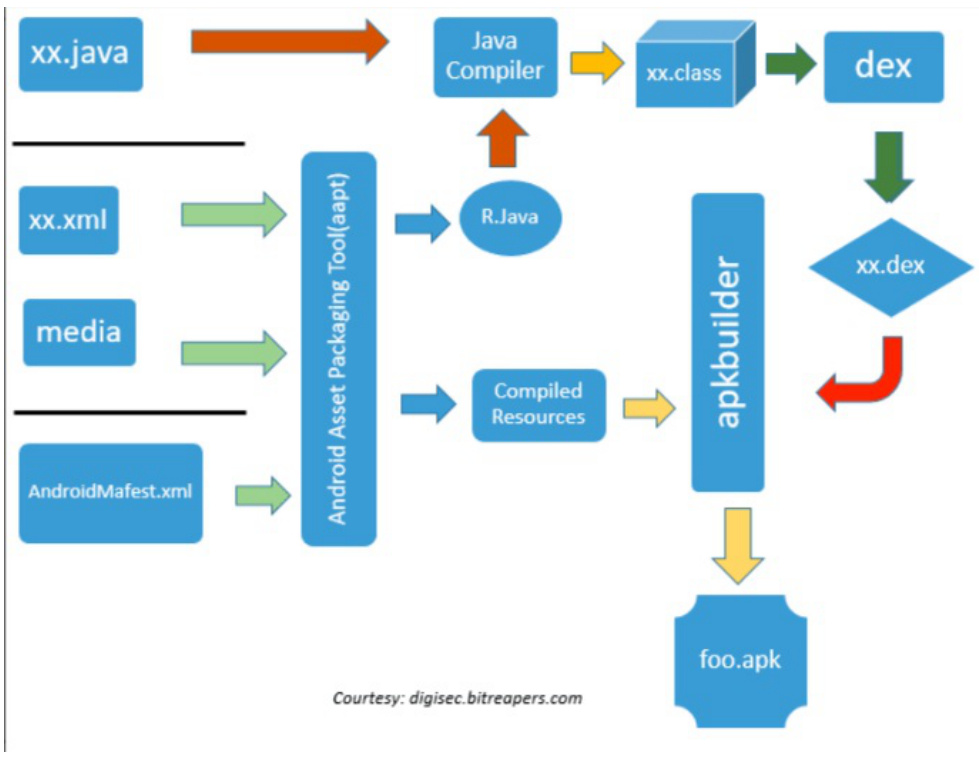 xx.java
Java
Compiler
xx.class
dex
xx.xml
Android Asset Packaging Tool(aapt)
R.Java
apkbuilder
xx.dex
media
Compiled
Resources
AndroidMafest.xml
foo.apk
Courtesy: digisec.bitreapers.com